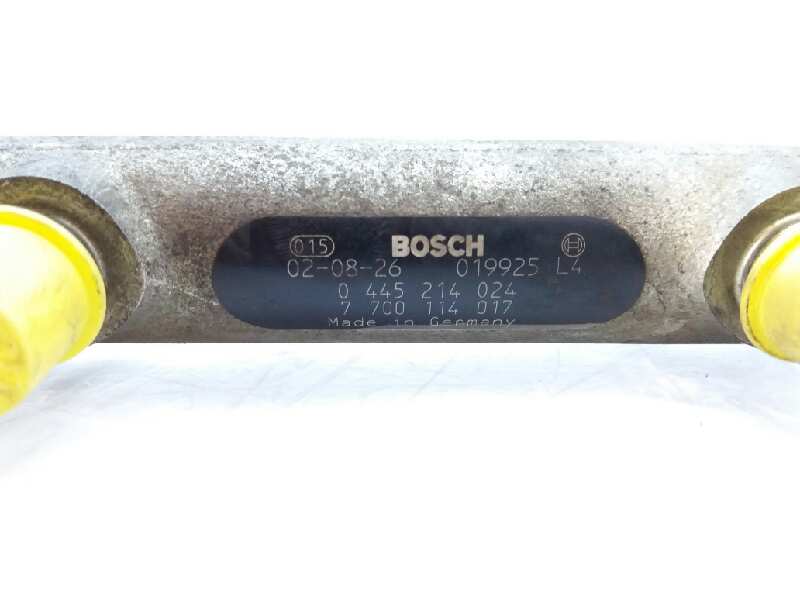 015 BOSCH
02-08-26 019925 L4
0 445 214 024
7 700 114 017
Made in Germany